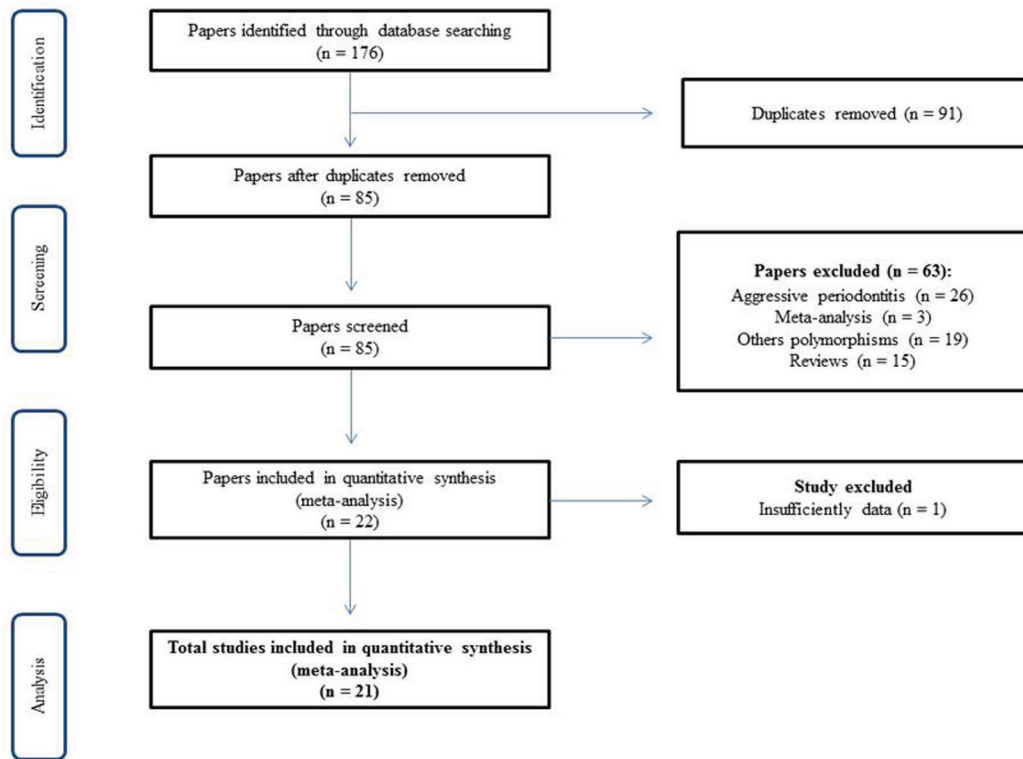 Identification
Papers identified through database searching
(n = 176)
Duplicates removed (n = 91)
Papers after duplicates removed
(n = 85)
Screening
Papers screened
(n = 85)
Papers excluded (n = 63):
Aggressive periodontitis (n = 26)
Meta-analysis (n = 3)
Others polymorphisms (n = 19)
Reviews (n = 15)
Eligibility
Papers included in quantitative synthesis
(meta-analysis)
(n = 22)
Study excluded
Insufficiently data (n = 1)
Analysis
Total studies included in quantitative synthesis
(meta-analysis)
(n = 21)